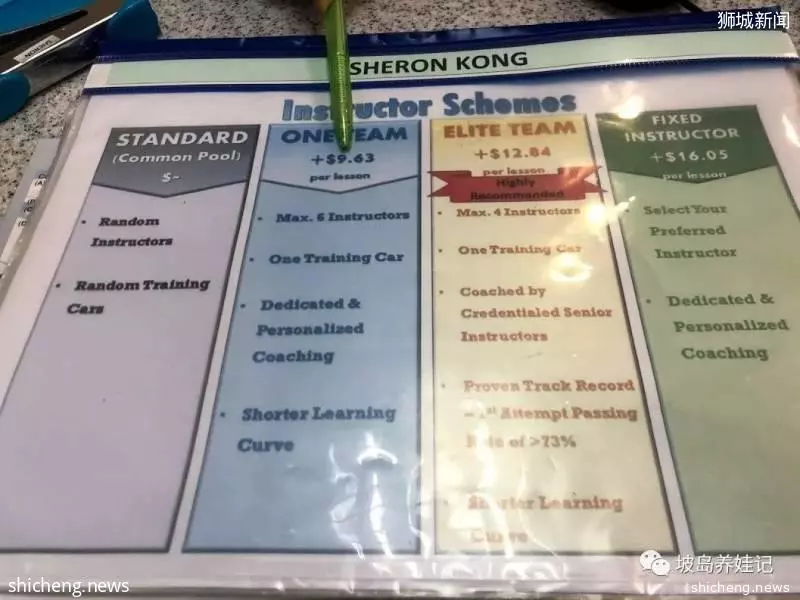 狮城新闻
SHERON KONG
Instructor Schemes
STANDARD
(Common Pool)
$-
• Random
Instructors
• Random Training
Cars
ONE TEAM
+$9.63
per lesson
• Max. 6 Instructors
• One Training Car
• Dedicated &
Personalized
Coaching
• Shorter Learning
Curve
ELITE TEAM
+$12.84
per lesson
Highly
Recommended
• Max. 4 Instructors
• One Training Car
• Coached by
Credentialed Senior
Instructors
• Proven Track Record
– 1st Attempt Passing
Rate of >73%
• Shorter Learning
Curve
FIXED
INSTRUCTOR
+$16.05
per lesson
• Select Your
Preferred
Instructor
• Dedicated &
Personalized
Coaching
坡岛养娃记
shicheng.news
shicheng.news